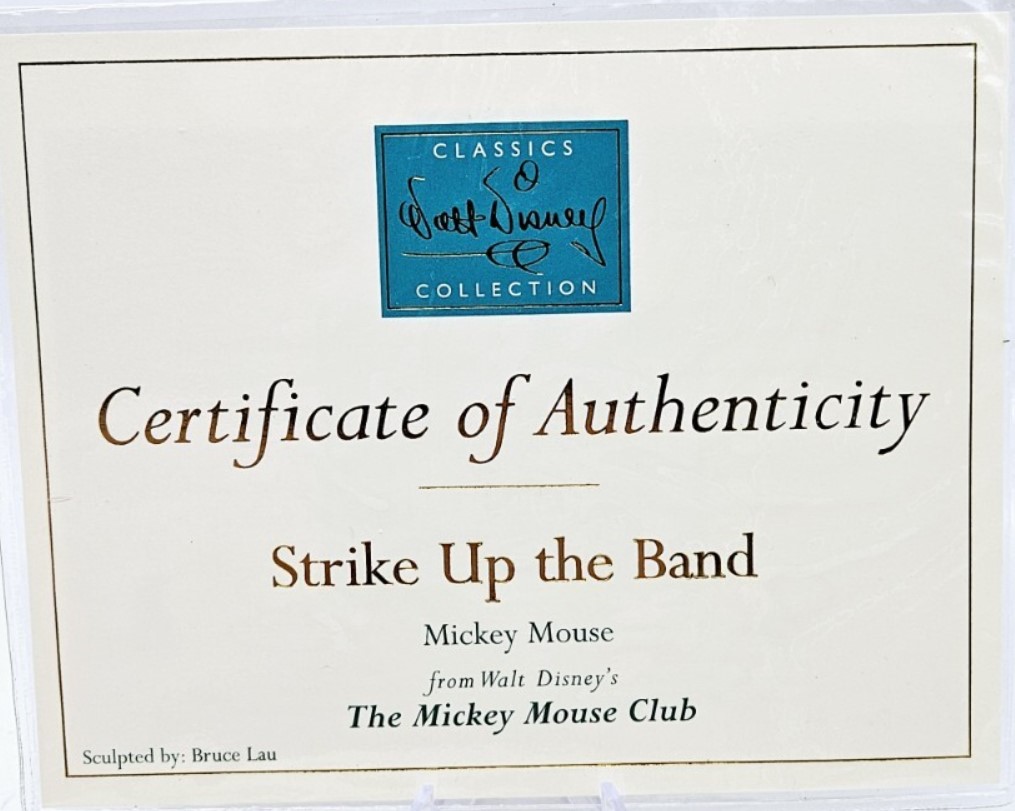 CLASSICS
Walt Disney
COLLECTION
Certificate of Authenticity
Strike Up the Band
Mickey Mouse
from Walt Disney's
The Mickey Mouse Club
Sculpted by: Bruce Lau